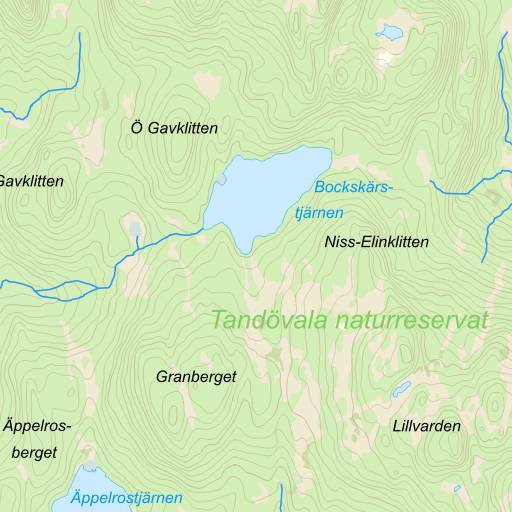 Ö Gavklitten
Gavklitten
Bockskärs-
tjärnen
Niss-Elinklitten
Tandövala naturreservat
Granberget
Äppelros-
berget
Lillvarden
Äppelrostjärnen